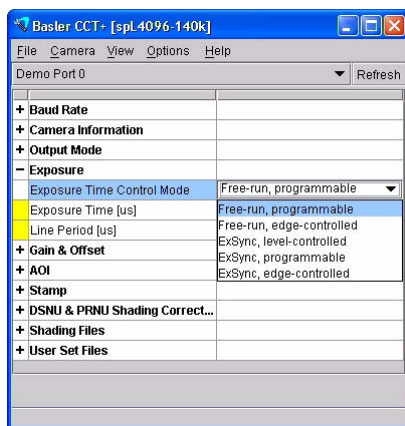 Basler CCT+ [spL4096-140k]
File Camera View Options Help
Demo Port 0 Refresh
+ Baud Rate
+ Camera Information
+ Output Mode
− Exposure
Exposure Time Control Mode Free-run, programmable
Exposure Time [us] Free-run, programmable
Line Period [us] Free-run, edge-controlled
+ Gain & Offset ExSync, level-controlled
+ AOI ExSync, programmable
+ Stamp ExSync, edge-controlled
+ DSNU & PRNU Shading Correct...
+ Shading Files
+ User Set Files